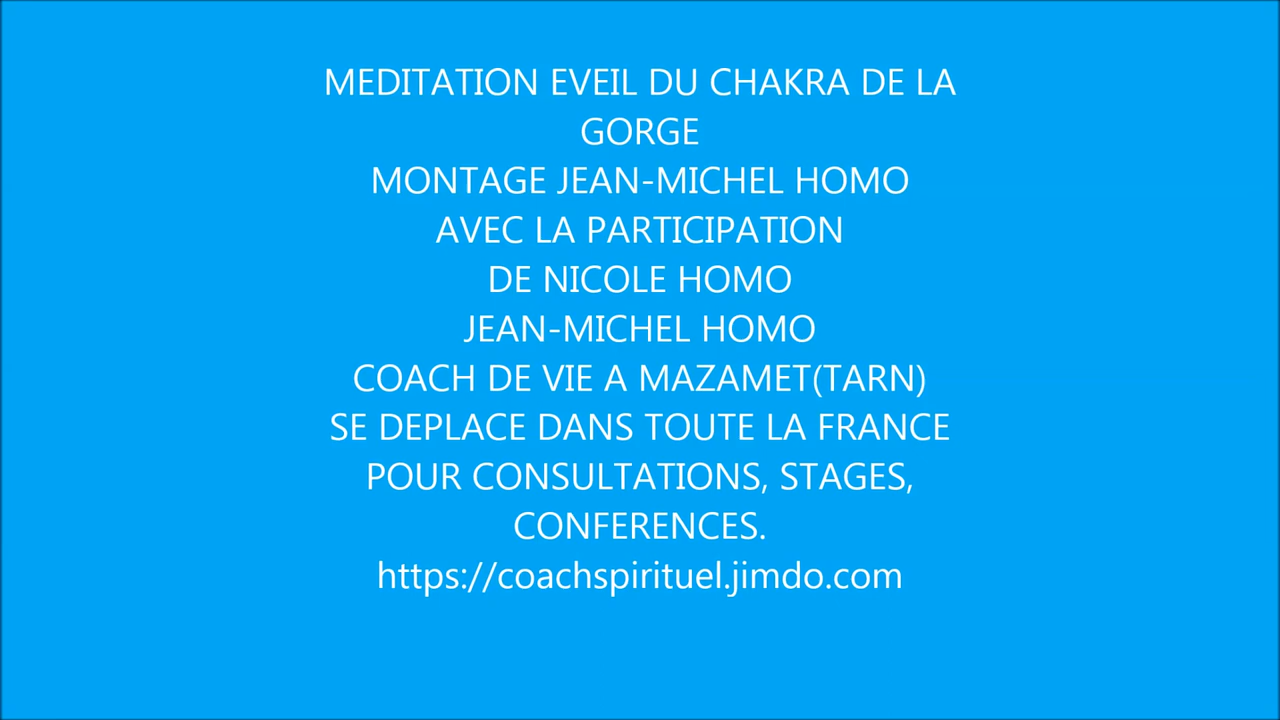 MEDITATION EVEIL DU CHAKRA DE LA
GORGE
MONTAGE JEAN-MICHEL HOMO
AVEC LA PARTICIPATION
DE NICOLE HOMO
JEAN-MICHEL HOMO
COACH DE VIE A MAZAMET(TARN)
SE DEPLACE DANS TOUTE LA FRANCE
POUR CONSULTATIONS, STAGES,
CONFERENCES.
https://coachspirituel.jimdo.com